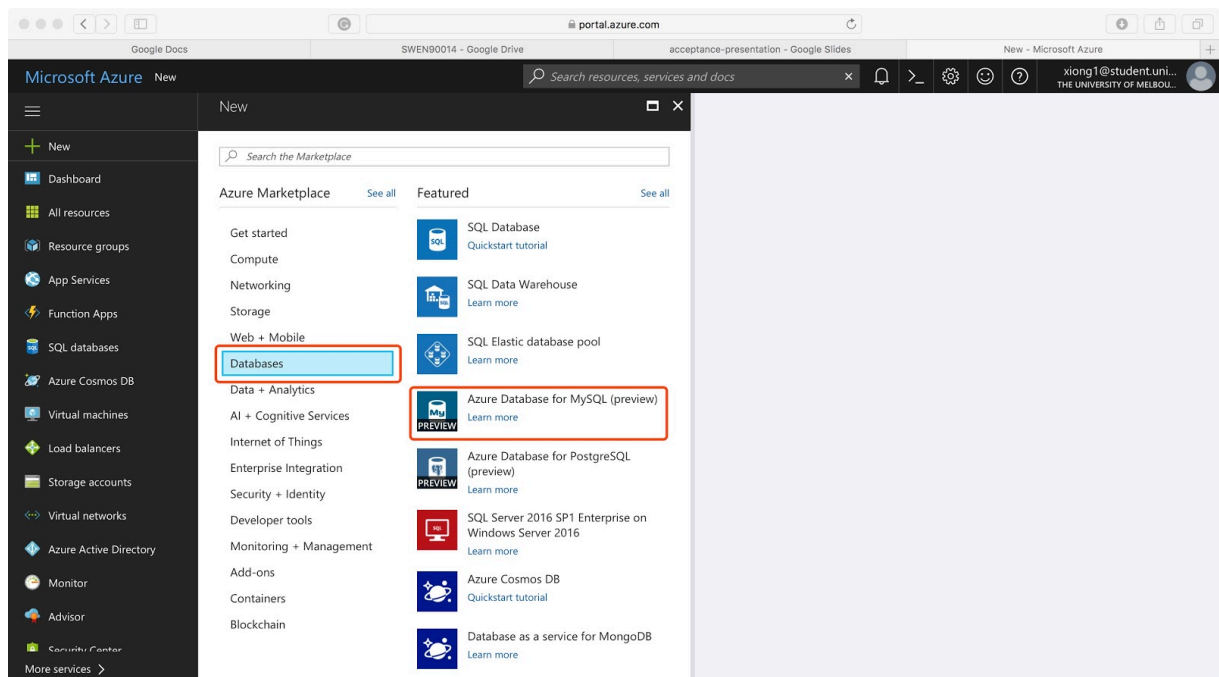 portal.azure.com
Google Docs
SWEN90014 - Google Drive
acceptance-presentation - Google Slides
New - Microsoft Azure
Microsoft Azure New
Search resources, services and docs
xiong1@student.uni...
THE UNIVERSITY OF MELBOU...
New
Dashboard
All resources
Resource groups
App Services
Function Apps
SQL databases
Azure Cosmos DB
Virtual machines
Load balancers
Storage accounts
Virtual networks
Azure Active Directory
Monitor
Advisor
Security Center
More services
New
Search the Marketplace
Azure Marketplace
See all
Get started
Compute
Networking
Storage
Web + Mobile
Databases
Data + Analytics
AI + Cognitive Services
Internet of Things
Enterprise Integration
Security + Identity
Developer tools
Monitoring + Management
Add-ons
Containers
Blockchain
Featured
See all
SQL
SQL Database
Quickstart tutorial
SQL Data Warehouse
Learn more
SQL Elastic database pool
Learn more
My
PREVIEW
Azure Database for MySQL (preview)
Learn more
PREVIEW
Azure Database for PostgreSQL
(preview)
Learn more
SQL
SQL Server 2016 SP1 Enterprise on
Windows Server 2016
Learn more
Azure Cosmos DB
Quickstart tutorial
Database as a service for MongoDB
Learn more